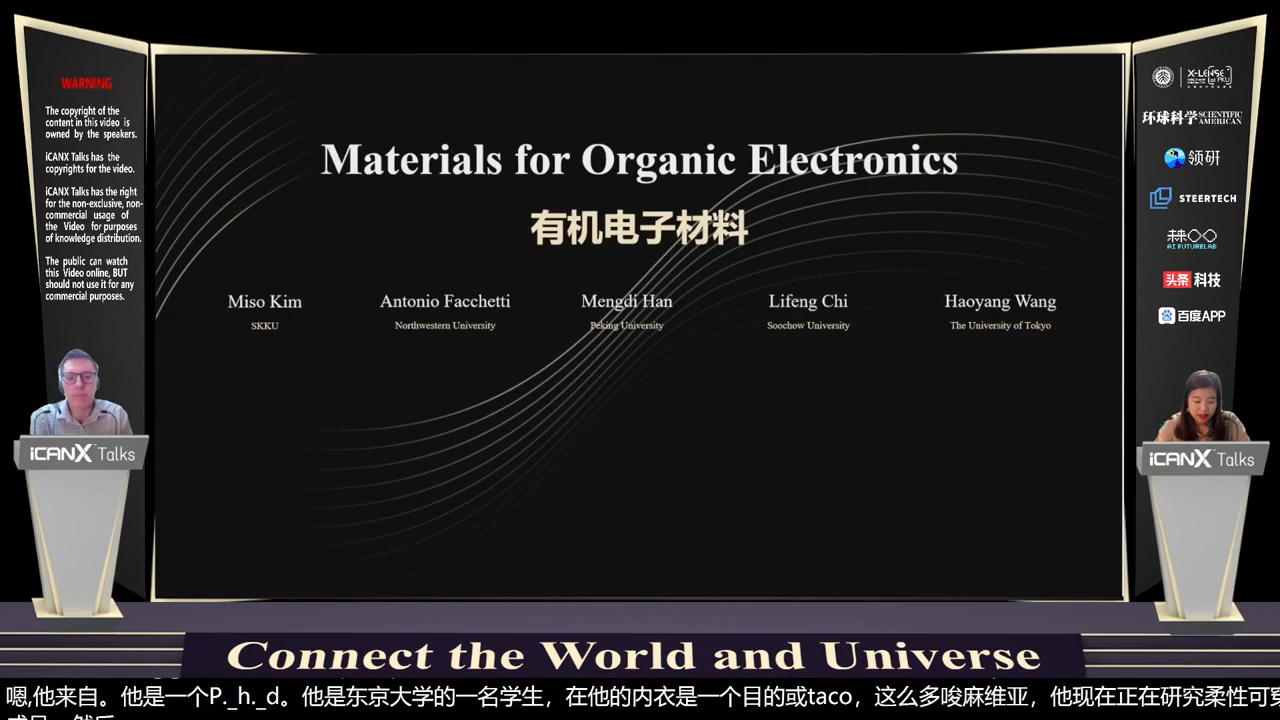 WARNING
The copyright of the
content in this video is
owned by the speakers.
iCANX Talks has the
copyrights for the video.
iCANX Talks has the right
for the non-exclusive, non-
commercial usage of
the Video for purposes
of knowledge distribution.
The public can watch
this Video online, BUT
should not use it for any
commercial purposes.
Materials for Organic Electronics
有机电子材料
Miso Kim
SKKU
Antonio Facchetti
Northwestern University
Mengdi Han
Peking University
Lifeng Chi
Soochow University
Haoyang Wang
The University of Tokyo
X-LENSE
PKU
环球科学 SCIENTIFIC AMERICAN
领研
STEERTECH
AI FUTURELAB
头条 科技
百度APP
iCANX Talks
iCANX Talks
Connect the World and Universe
嗯,他来自。他是一个P._h._d。他是东京大学的一名学生，在他的内衣是一个目的或taco，这么多唆麻维亚，他现在正在研究柔性可穿